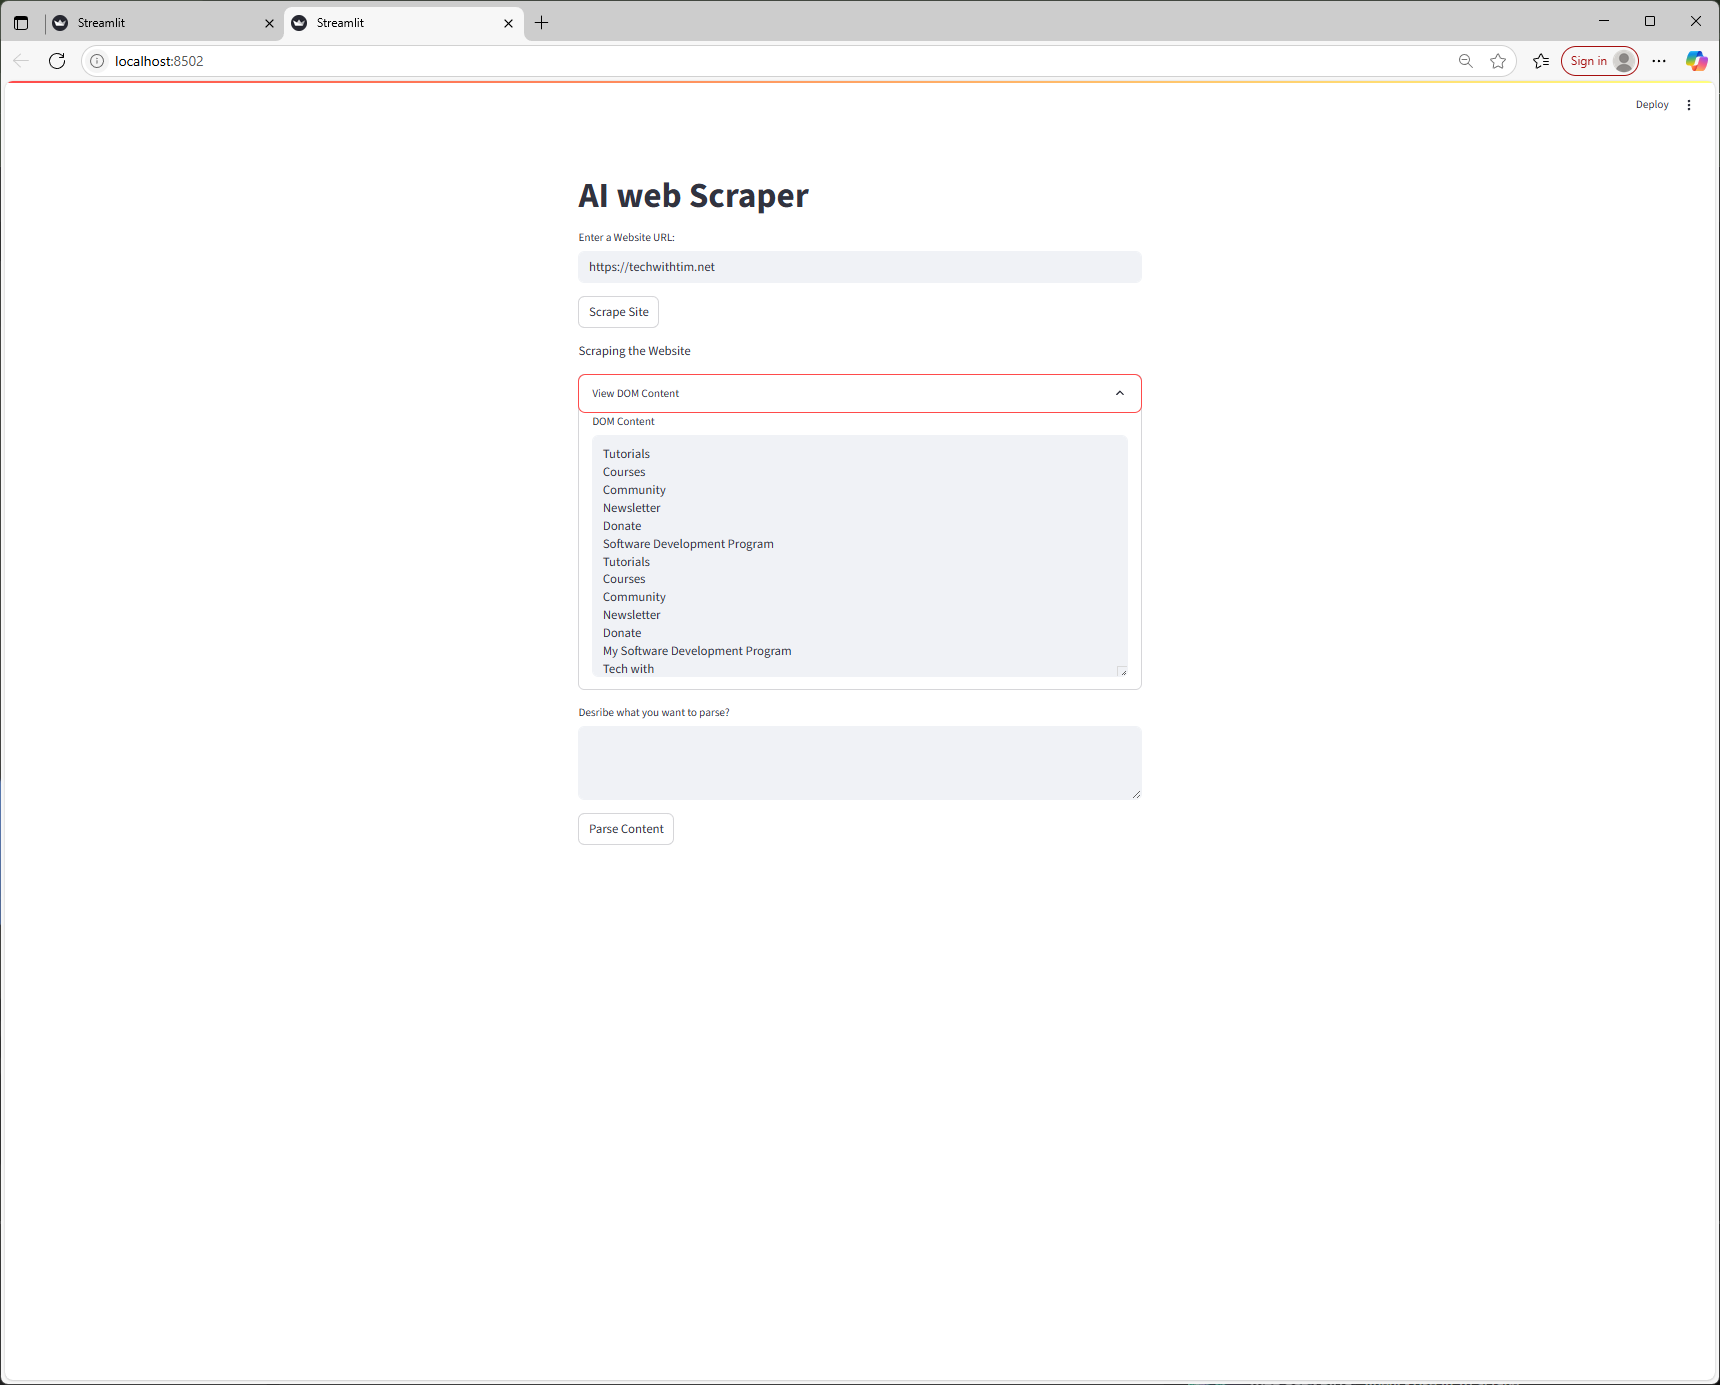 Streamlit
Streamlit
localhost:8502
Sign in
Deploy
AI web Scraper
Enter a Website URL:
https://techwithtim.net
Scrape Site
Scraping the Website
View DOM Content
DOM Content
Tutorials
Courses
Community
Newsletter
Donate
Software Development Program
Tutorials
Courses
Community
Newsletter
Donate
My Software Development Program
Tech with
Desribe what you want to parse?
Parse Content